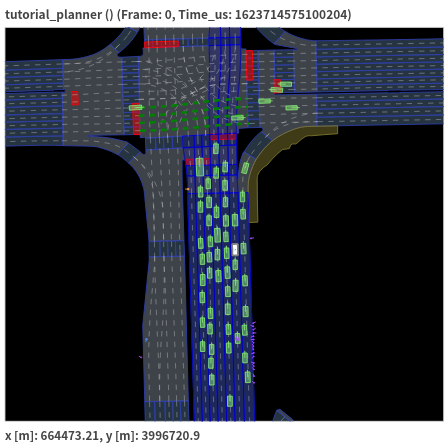 tutorial_planner () (Frame: 0, Time_us: 1623714575100204)
x [m]: 664473.21, y [m]: 3996720.9